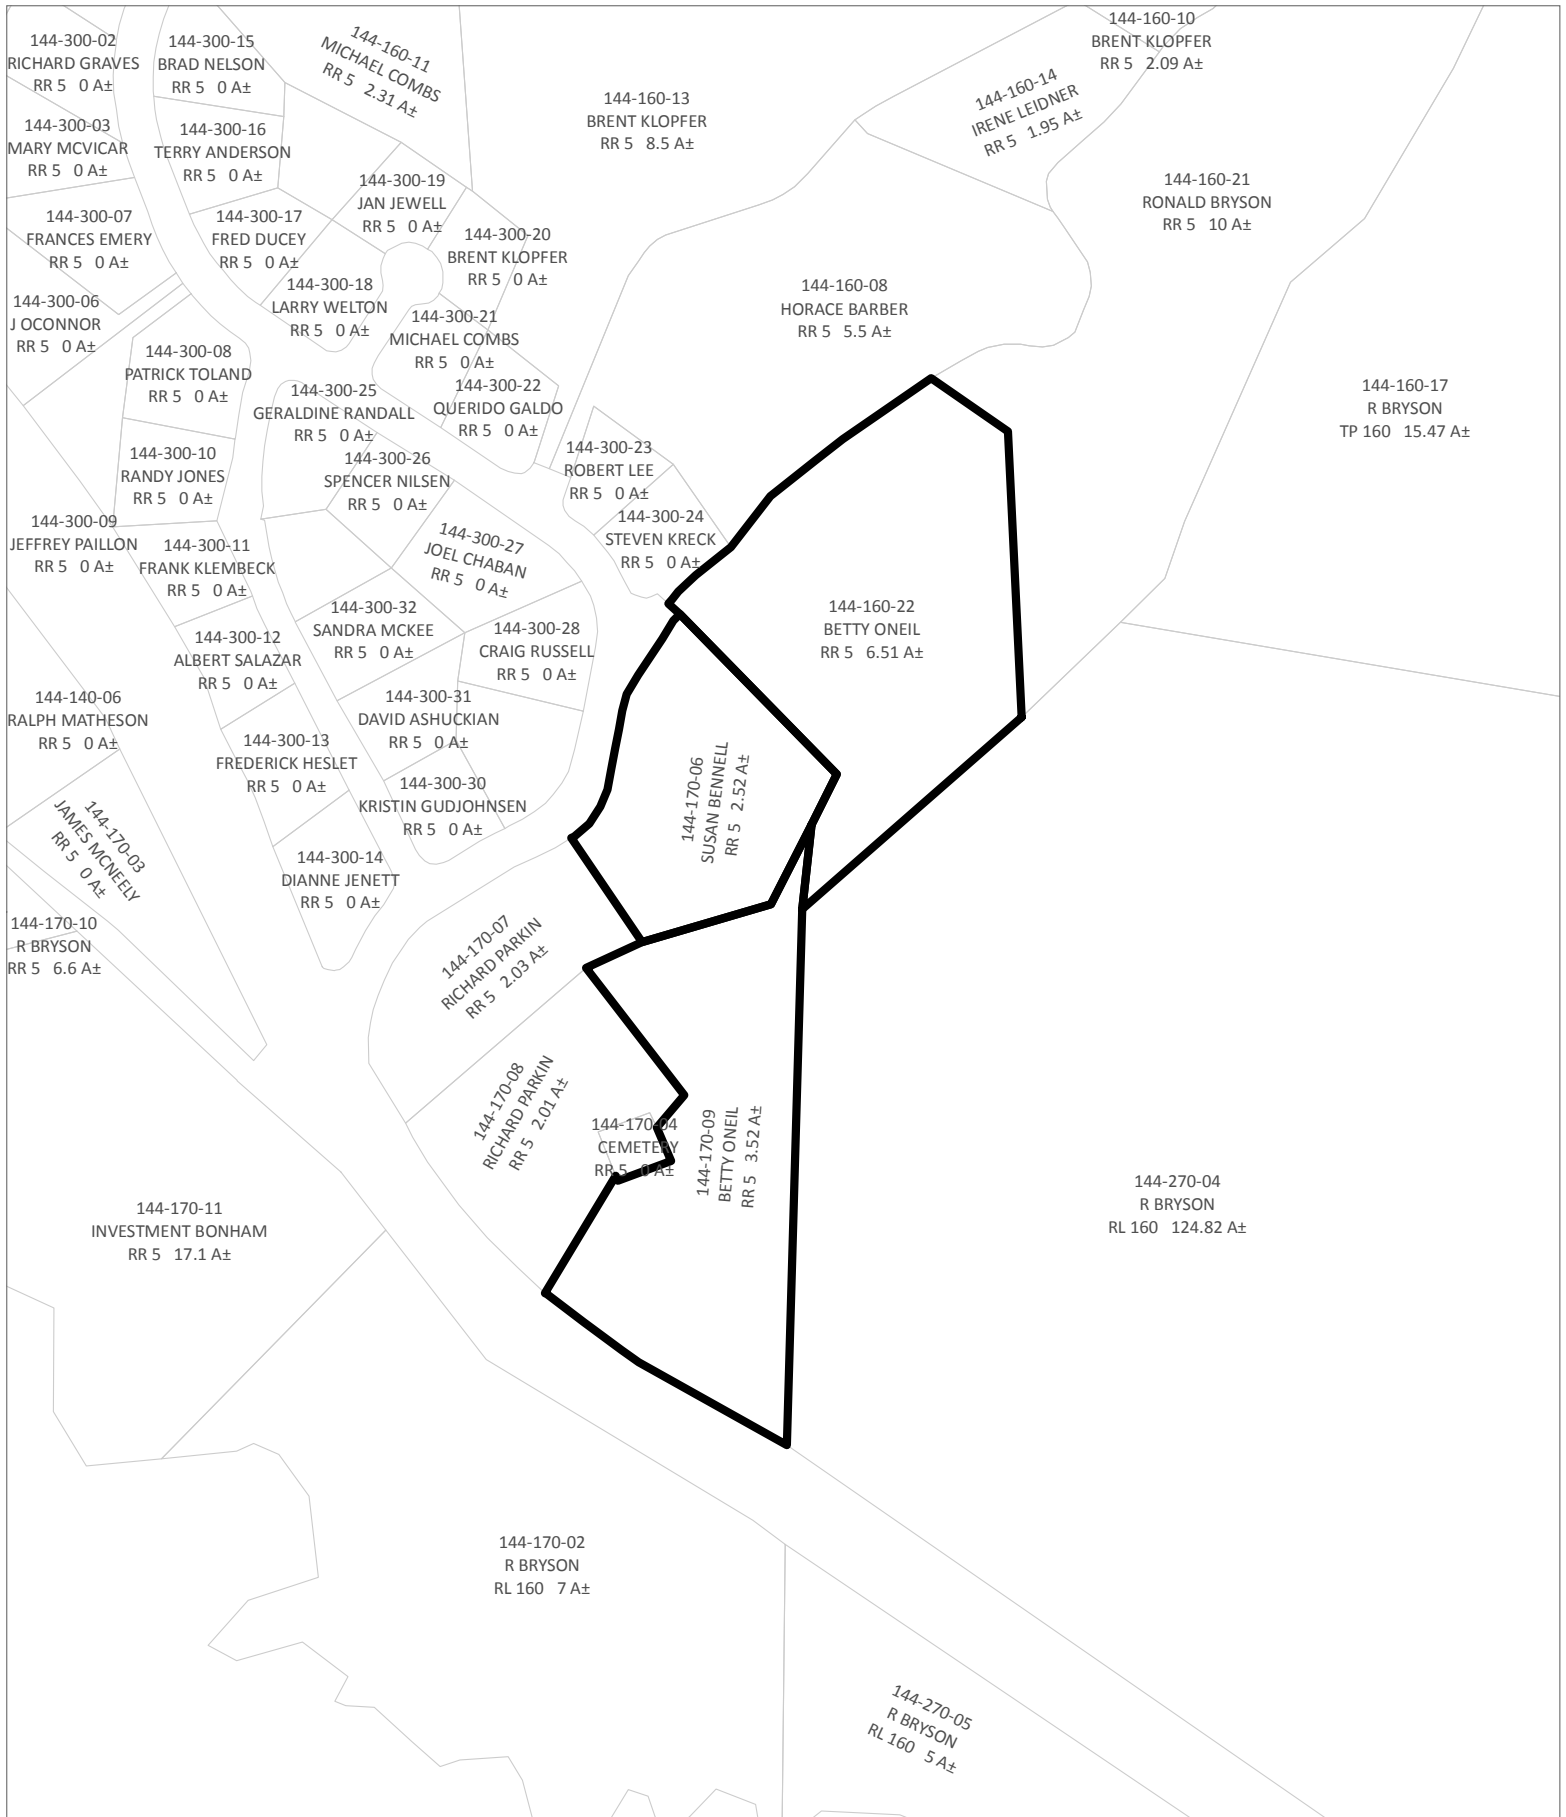 144-300-02
RICHARD GRAVES
RR 5 0 A±
144-300-15
BRAD NELSON
RR 5 0 A±
144-160-11
MICHAEL COMBS
RR 5 2.31 A±
144-160-13
BRENT KLOPFER
RR 5 8.5 A±
144-160-14
IRENE LEIDNER
RR 5 1.95 A±
144-160-10
BRENT KLOPFER
RR 5 2.09 A±
144-300-03
MARY MCVICAR
RR 5 0 A±
144-300-16
TERRY ANDERSON
RR 5 0 A±
144-300-19
JAN JEWELL
RR 5 0 A±
144-160-21
RONALD BRYSON
RR 5 10 A±
144-300-07
FRANCES EMERY
RR 5 0 A±
144-300-17
FRED DUCEY
RR 5 0 A±
144-300-20
BRENT KLOPFER
RR 5 0 A±
144-300-18
LARRY WELTON
RR 5 0 A±
144-160-08
HORACE BARBER
RR 5 5.5 A±
144-300-06
J OCONNOR
RR 5 0 A±
144-300-21
MICHAEL COMBS
RR 5 0 A±
144-300-08
PATRICK TOLAND
RR 5 0 A±
144-300-25
GERALDINE RANDALL
RR 5 0 A±
144-300-22
QUERIDO GALDO
RR 5 0 A±
144-160-17
R BRYSON
TP 160 15.47 A±
144-300-10
RANDY JONES
RR 5 0 A±
144-300-26
SPENCER NILSEN
RR 5 0 A±
144-300-23
ROBERT LEE
RR 5 0 A±
144-300-09
JEFFREY PAILLON
RR 5 0 A±
144-300-11
FRANK KLEMBECK
RR 5 0 A±
144-300-27
JOEL CHABAN
RR 5 0 A±
144-300-24
STEVEN KRECK
RR 5 0 A±
144-300-32
SANDRA MCKEE
RR 5 0 A±
144-300-28
CRAIG RUSSELL
RR 5 0 A±
144-160-22
BETTY ONEIL
RR 5 6.51 A±
144-300-12
ALBERT SALAZAR
RR 5 0 A±
144-140-06
RALPH MATHESON
RR 5 0 A±
144-300-31
DAVID ASHUCKIAN
RR 5 0 A±
144-300-13
FREDERICK HESLET
RR 5 0 A±
144-300-30
KRISTIN GUDJOHNSEN
RR 5 0 A±
144-170-06
SUSAN BENNELL
RR 5 2.52 A±
144-170-03
JAMES MCNEELY
RR 5 0 A±
144-300-14
DIANNE JENETT
RR 5 0 A±
144-170-10
R BRYSON
RR 5 6.6 A±
144-170-07
RICHARD PARKIN
RR 5 2.03 A±
144-170-08
RICHARD PARKIN
RR 5 2.01 A±
144-170-04
CEMETERY
RR 5 0 A±
144-170-09
BETTY ONEIL
RR 5 3.52 A±
144-170-11
INVESTMENT BONHAM
RR 5 17.1 A±
144-270-04
R BRYSON
RL 160 124.82 A±
144-170-02
R BRYSON
RL 160 7 A±
144-270-05
R BRYSON
RL 160 5 A±